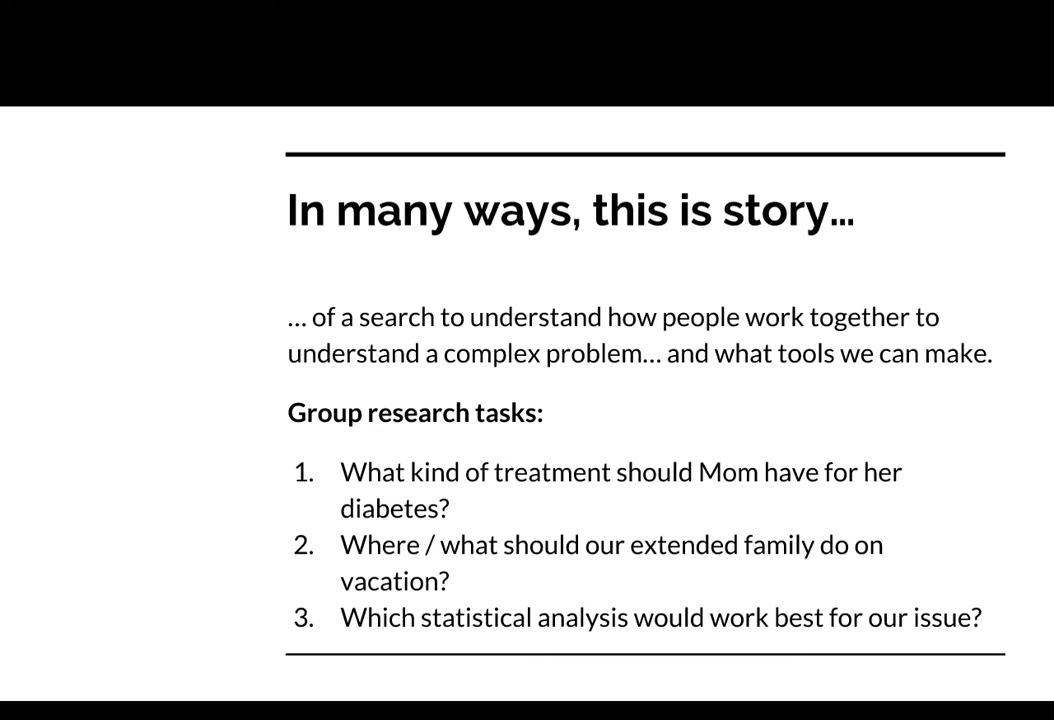 In many ways, this is story...
... of a search to understand how people work together to
understand a complex problem... and what tools we can make.
Group research tasks:
1. What kind of treatment should Mom have for her
diabetes?
2. Where / what should our extended family do on
vacation?
3. Which statistical analysis would work best for our issue?